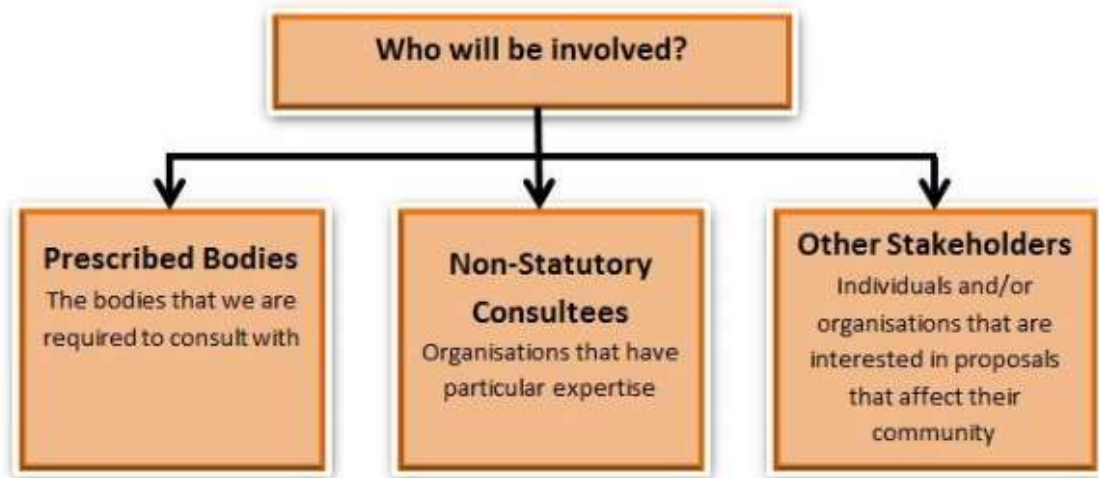 Who will be involved?
Prescribed Bodies
The bodies that we are
required to consult with
Non-Statutory
Consultees
Organisations that have
particular expertise
Other Stakeholders
Individuals and/or
organisations that are
interested in proposals
that affect their
community